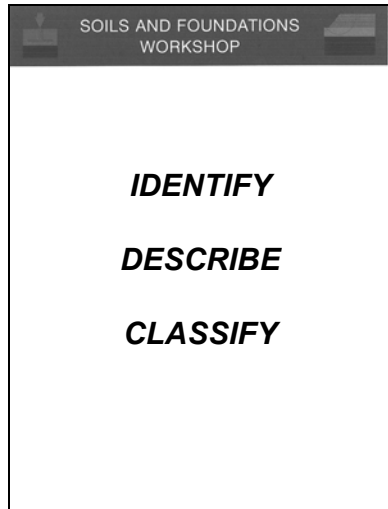 SOILS AND FOUNDATIONS
WORKSHOP
IDENTIFY
DESCRIBE
CLASSIFY